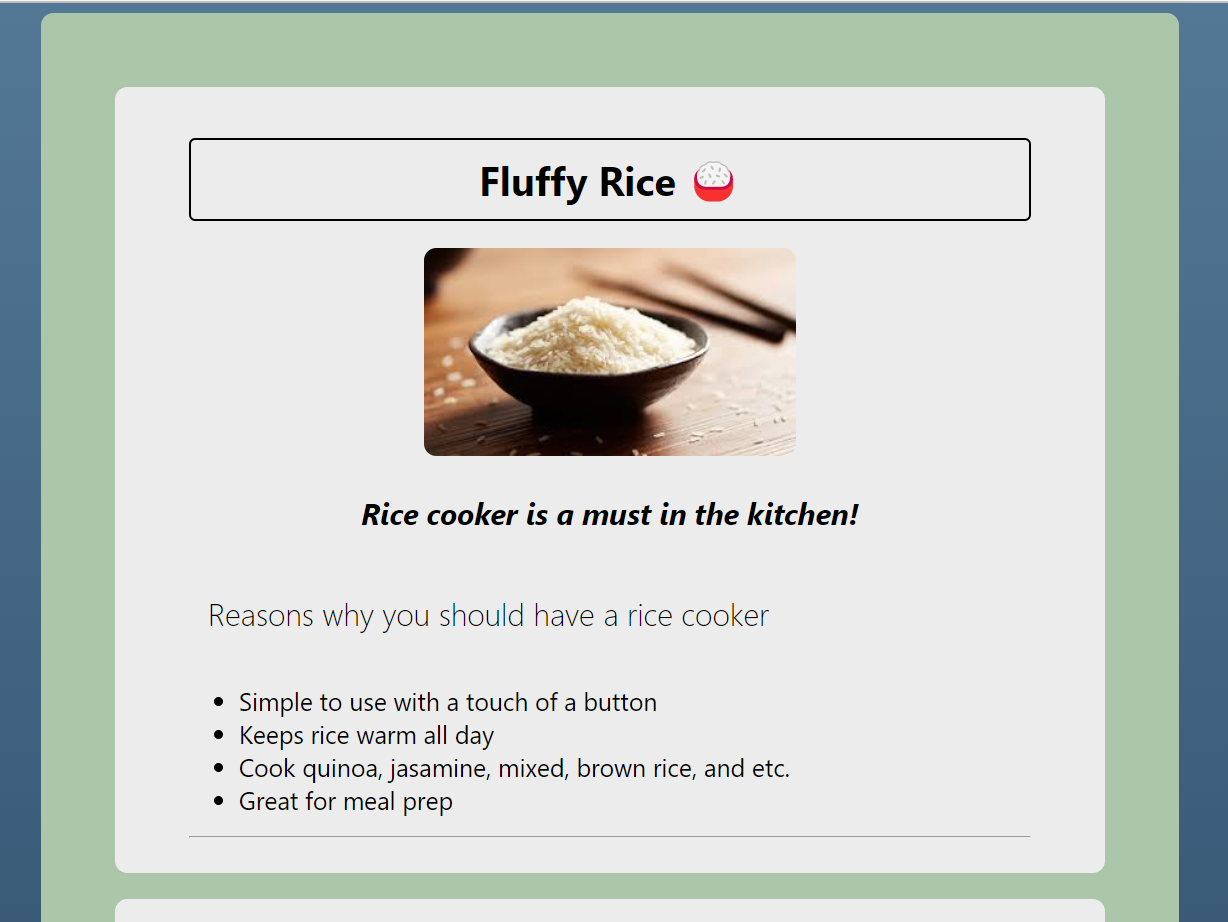 Fluffy Rice 🍚
Rice cooker is a must in the kitchen!
Reasons why you should have a rice cooker
• Simple to use with a touch of a button
• Keeps rice warm all day
• Cook quinoa, jasamine, mixed, brown rice, and etc.
• Great for meal prep